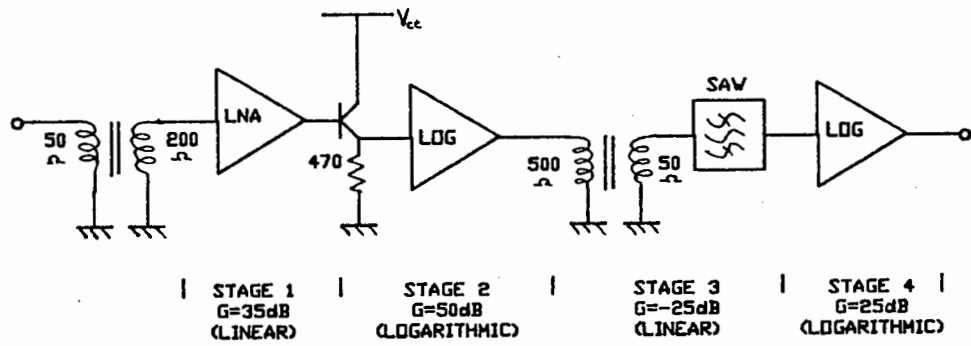 Vcc
SAW
LNA
LOG
LOG
50
Ω
200
Ω
470
500
Ω
50
Ω
STAGE 1
G=35dB
(LINEAR)
STAGE 2
G=50dB
(LOGARITHMIC)
STAGE 3
G=-25dB
(LINEAR)
STAGE 4
G=25dB
(LOGARITHMIC)